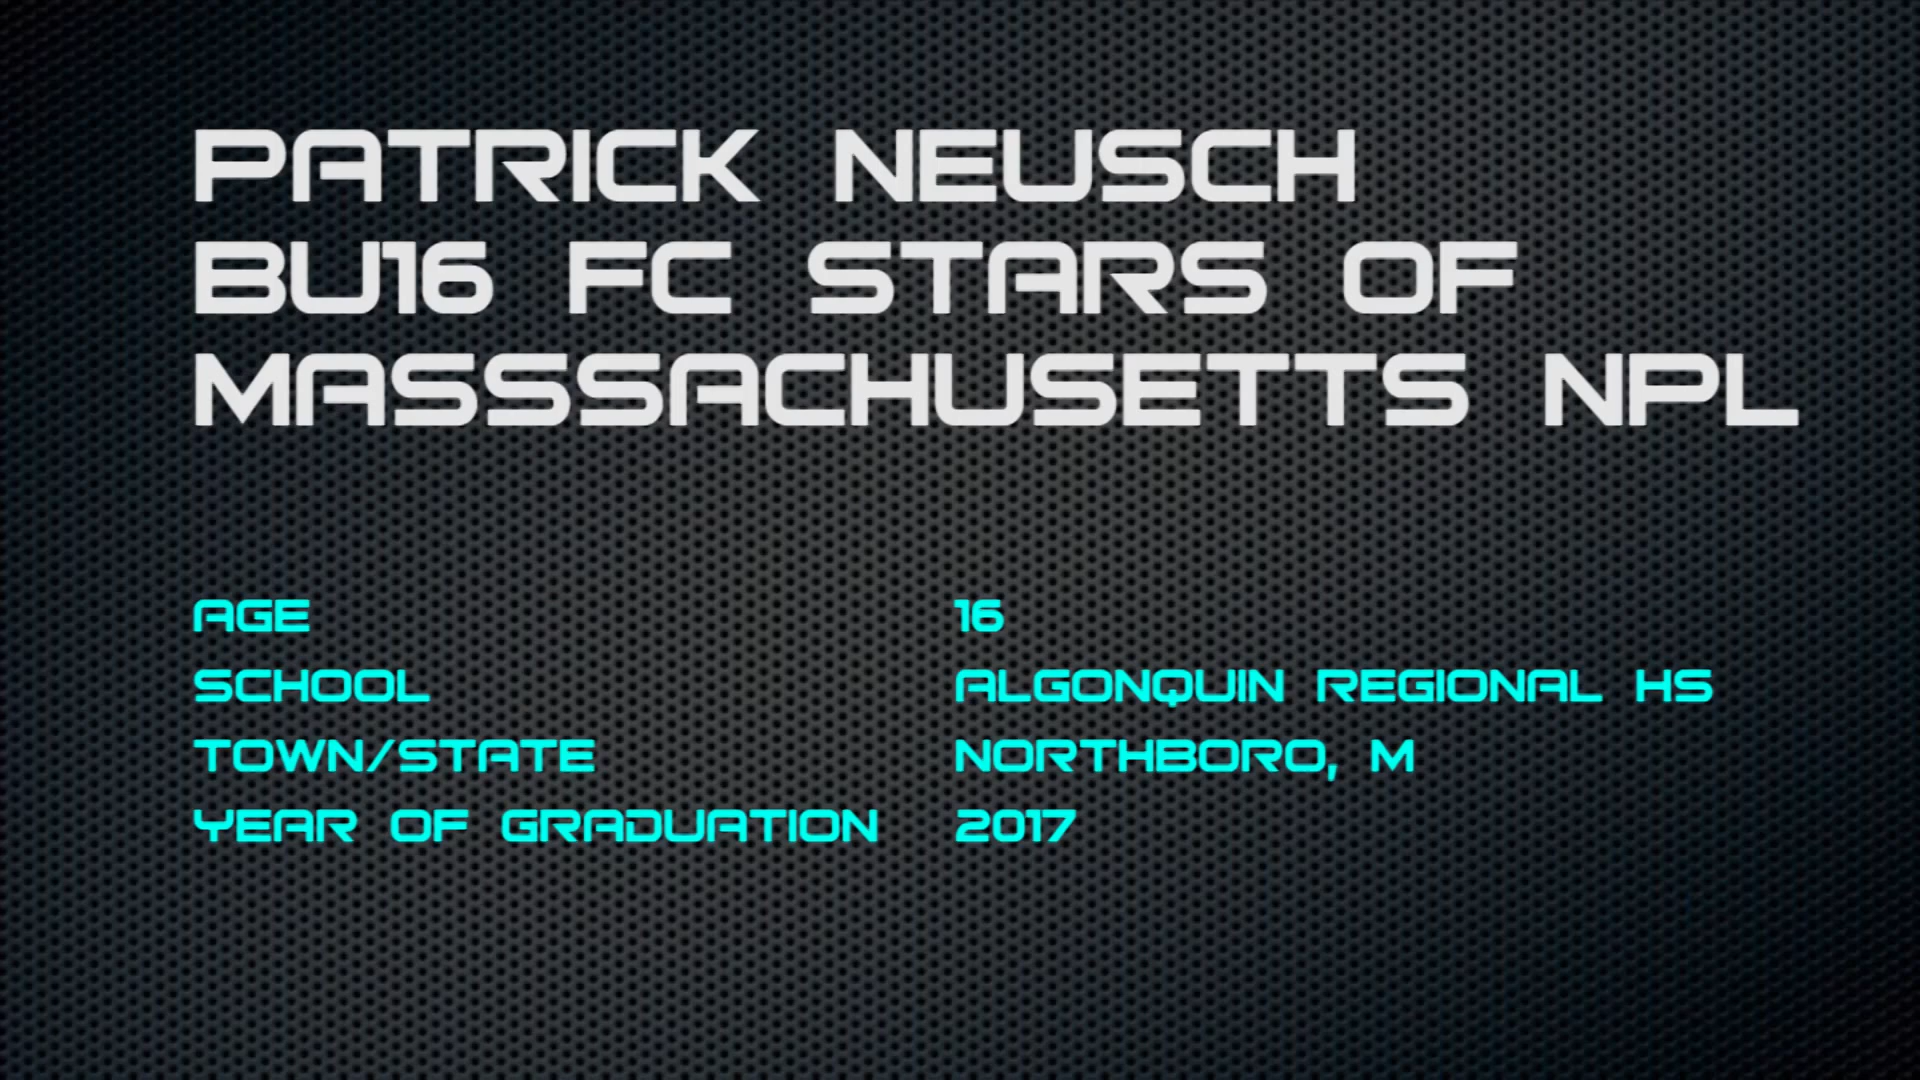 PATRICK NEUSCH
BU16 FC STARS OF
MASSSACHUSETTS NPL
AGE 16
SCHOOL ALGONQUIN REGIONAL HS
TOWN/STATE NORTHBORO, M
YEAR OF GRADUATION 2017